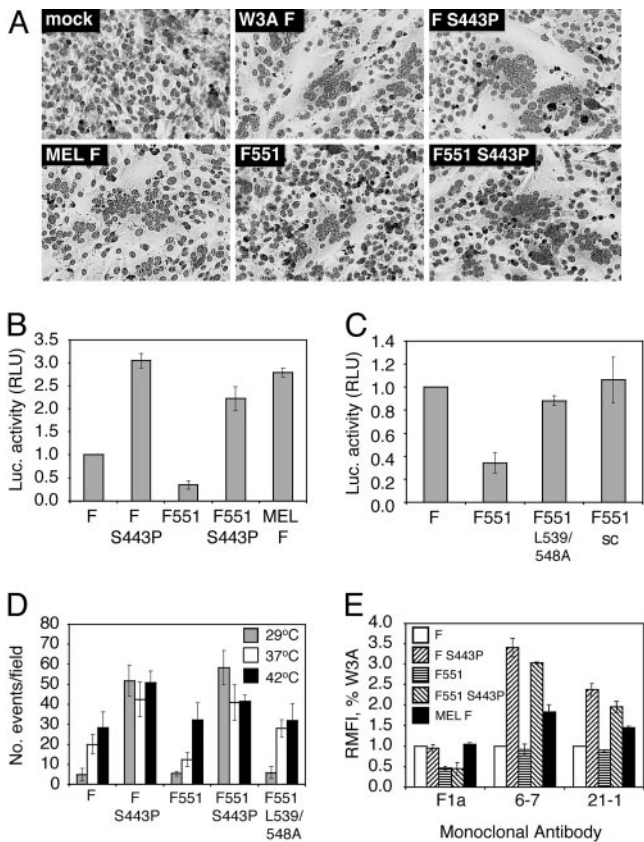 A
mock
W3A F
F S443P
MEL F
F551
F551 S443P
B
Luc. activity (RLU)
3.5
3.0
2.5
2.0
1.5
1.0
0.5
0.0
F
F S443P
F551
F551 S443P
MEL F
C
Luc. activity (RLU)
1.4
1.2
1.0
0.8
0.6
0.4
0.2
0.0
F
F551
F551 L539/ 548A
F551 sc
D
No. events/field
80
70
60
50
40
30
20
10
0
29°C
37°C
42°C
F
F S443P
F551
F551 S443P
F551 L539/ 548A
E
RMFI, % W3A
4.0
3.5
3.0
2.5
2.0
1.5
1.0
0.5
0.0
F
F S443P
F551
F551 S443P
MEL F
F1a
6-7
21-1
Monoclonal Antibody